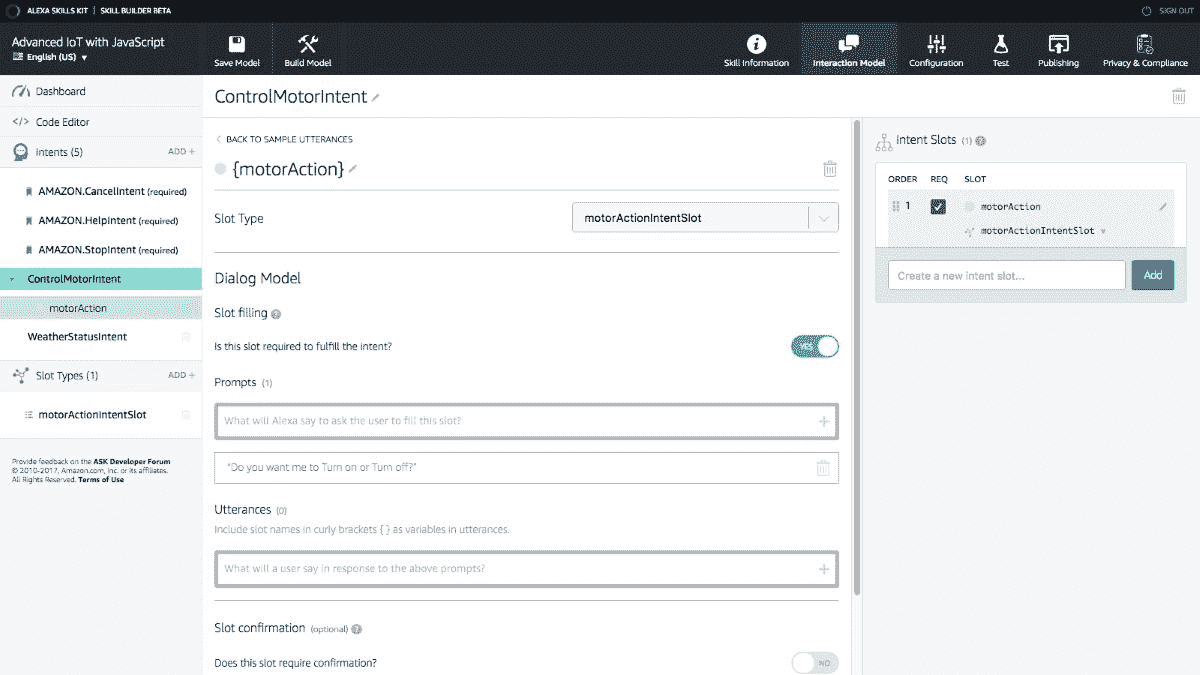 ALEXA SKILLS KIT | SKILL BUILDER BETA
SIGN OUT
Advanced IoT with JavaScript
English (US)
Save Model
Build Model
Skill Information
Interaction Model
Configuration
Test
Publishing
Privacy & Compliance
Dashboard
Code Editor
Intents (5)
ADD +
AMAZON.CancelIntent (required)
AMAZON.HelpIntent (required)
AMAZON.StopIntent (required)
ControlMotorIntent
motorAction
WeatherStatusIntent
Slot Types (1)
ADD +
motorActionIntentSlot
Provide feedback on the ASK Developer Forum
© 2010-2017, Amazon.com, Inc. or its affiliates.
All Rights Reserved. Terms of Use
ControlMotorIntent
BACK TO SAMPLE UTTERANCES
{motorAction}
Slot Type
motorActionIntentSlot
Dialog Model
Slot filling ?
Is this slot required to fulfill the intent?
YES
Prompts (1)
What will Alexa say to ask the user to fill this slot?
"Do you want me to Turn on or Turn off?"
Utterances (0)
Include slot names in curly brackets { } as variables in utterances.
What will a user say in response to the above prompts?
Slot confirmation (optional) ?
Does this slot require confirmation?
NO
Intent Slots (1)
ORDER REQ SLOT
1 motorAction
motorActionIntentSlot
Create a new intent slot...
Add